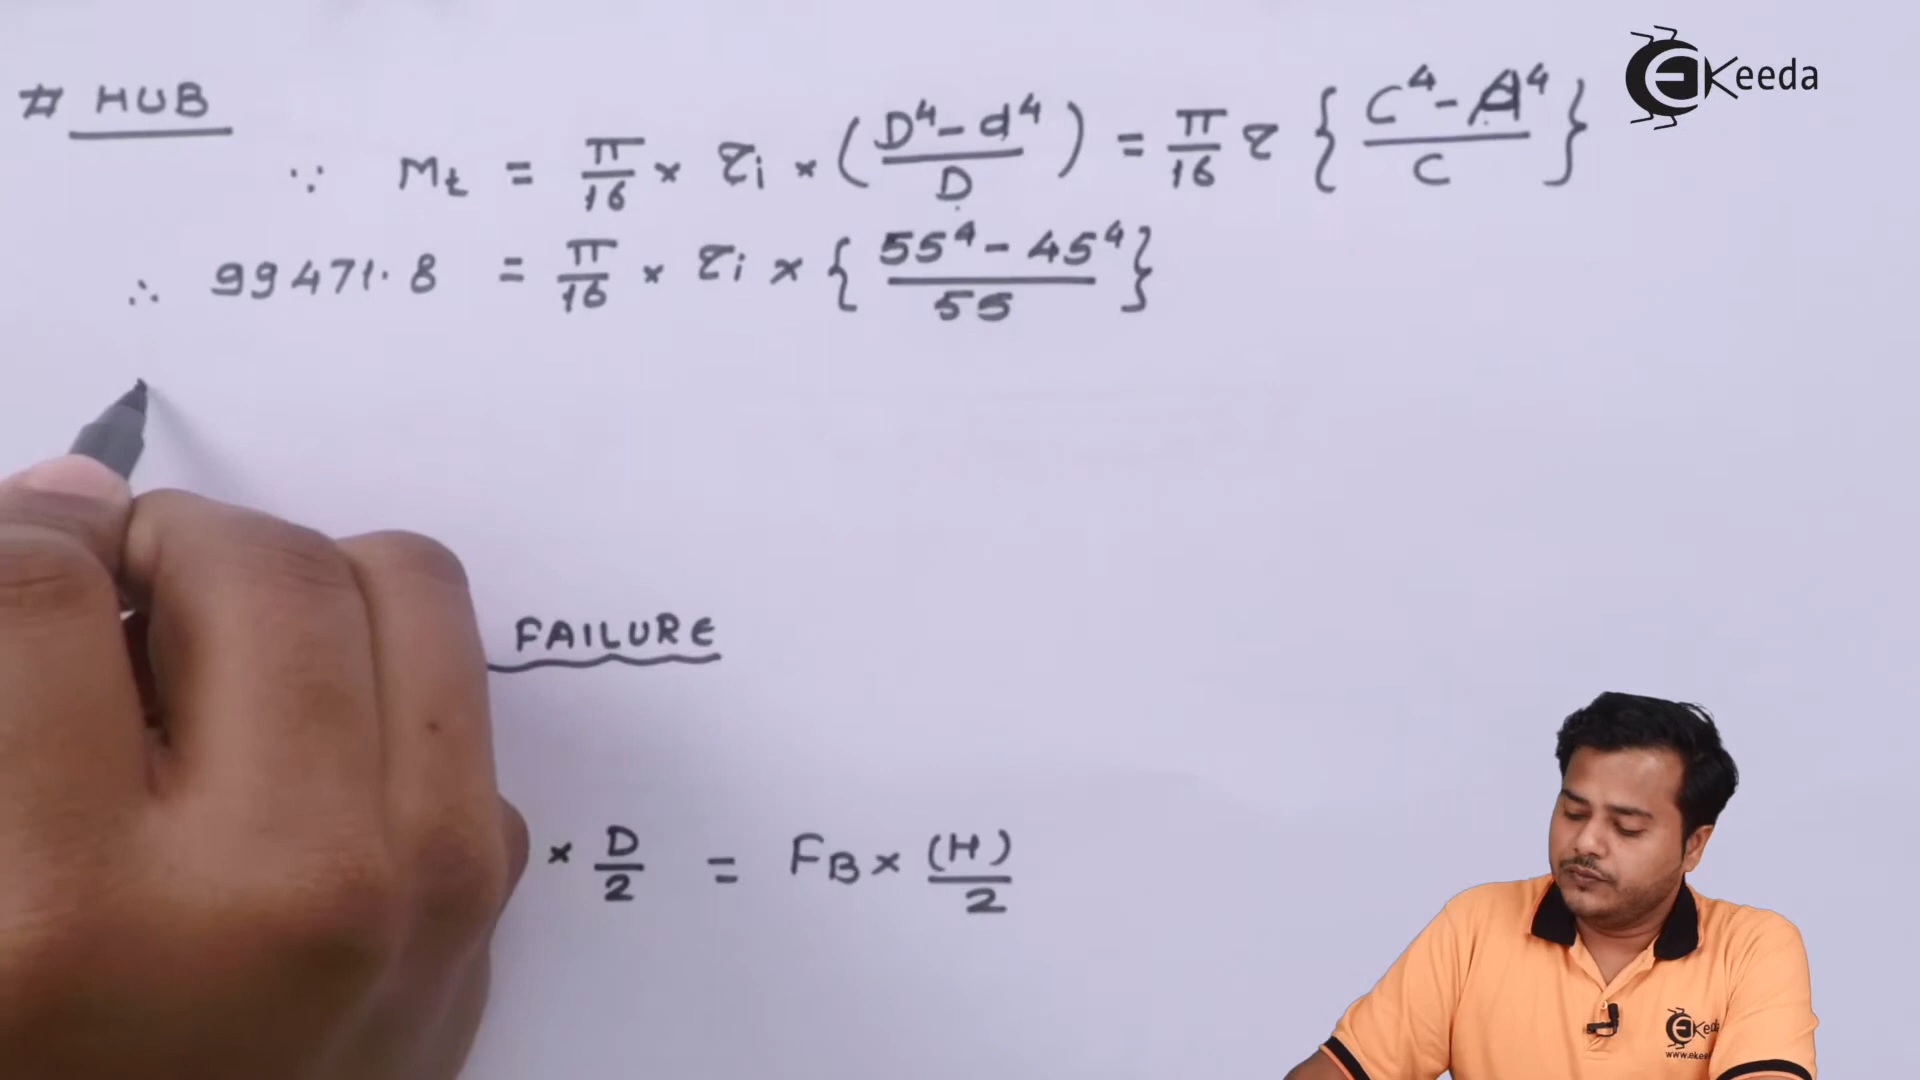 EKeeda
# HUB
∵ Mt = π/16 × τi × (D⁴-d⁴/D) = π/16 τ {C⁴-A⁴/C}
∴ 99471.8 = π/16 × τi × {55⁴-45⁴/55}
FAILURE
× D/2 = FB × (H)/2
EKeeda